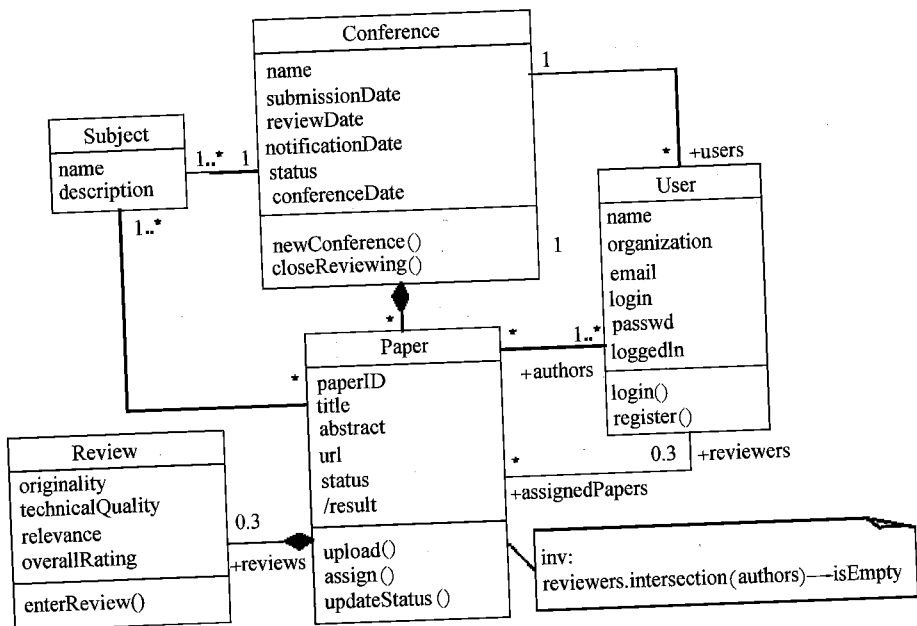 Conference
name
submissionDate
reviewDate
notificationDate
status
conferenceDate
newConference()
closeReviewing()
1
*
+users
Subject
name
description
1..*
1
1..*
*
User
name
organization
email
login
passwd
loggedIn
login()
register()
1
*
Paper
paperID
title
abstract
url
status
/result
upload()
assign()
updateStatus()
*
1..*
+authors
*
+assignedPapers
0.3
+reviewers
Review
originality
technicalQuality
relevance
overallRating
enterReview()
0.3
+reviews
inv:
reviewers.intersection(authors)—isEmpty